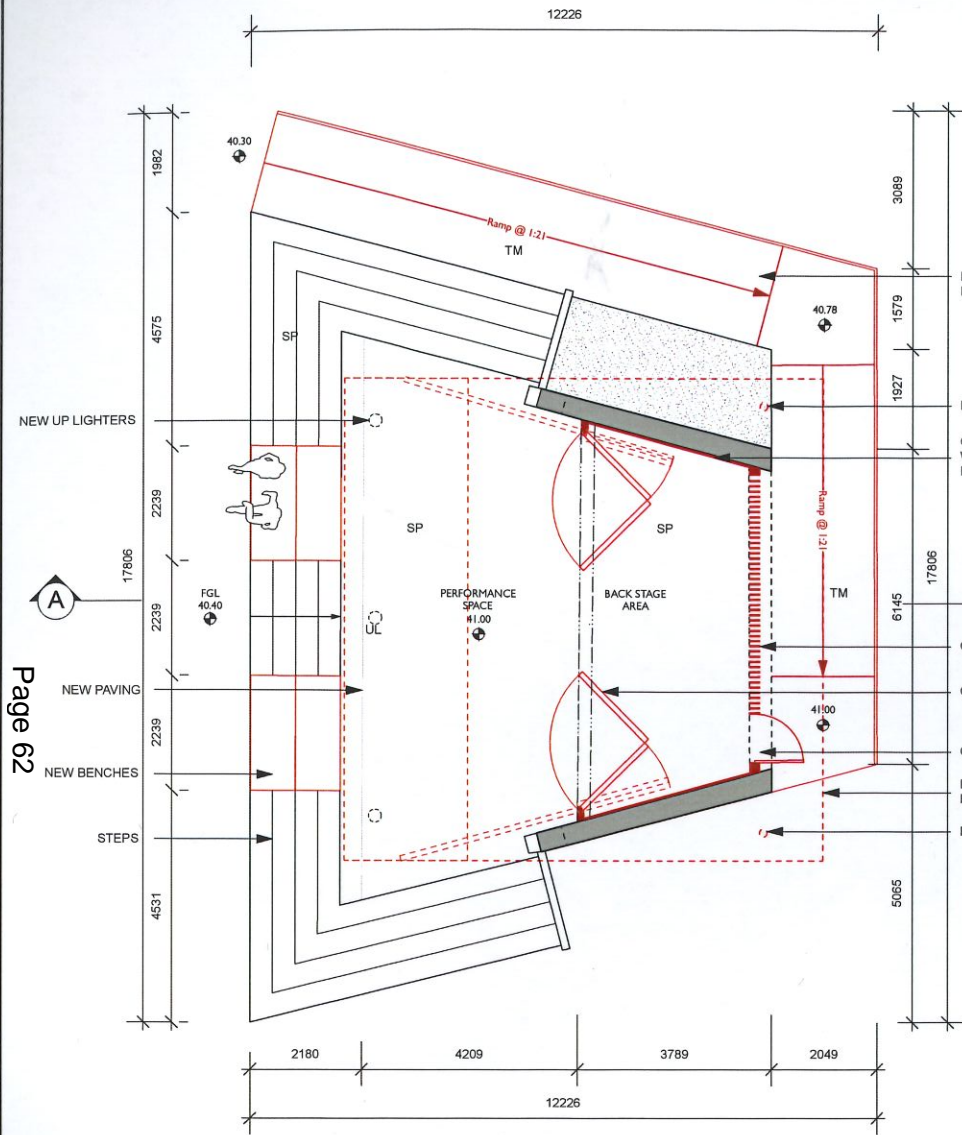 12226
1982
4575
2239
2239
2239
4531
17806
3089
1579
1927
6145
5065
17806
40.30
Ramp @ 1:21
TM
40.78
SP
NEW UP LIGHTERS
SP
SP
Ramp @ 1:21
TM
A
FGL
40.40
PERFORMANCE
SPACE
41.00
BACK STAGE
AREA
UL
NEW PAVING
41.00
NEW BENCHES
STEPS
Page 62
2180
4209
3789
2049
12226